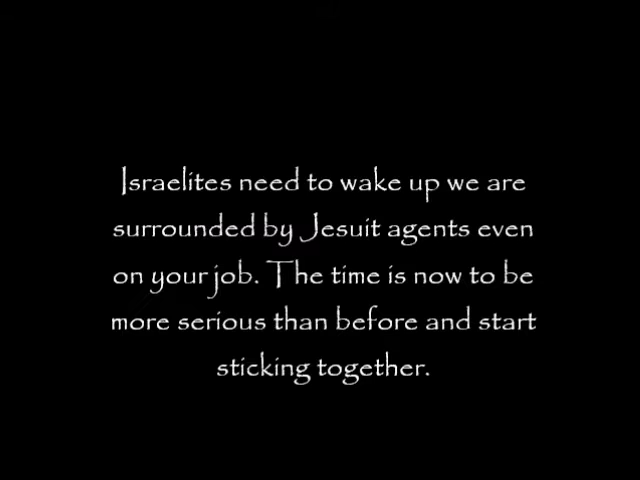 Israelites need to wake up we are
surrounded by Jesuit agents even
on your job. The time is now to be
more serious than before and start
sticking together.